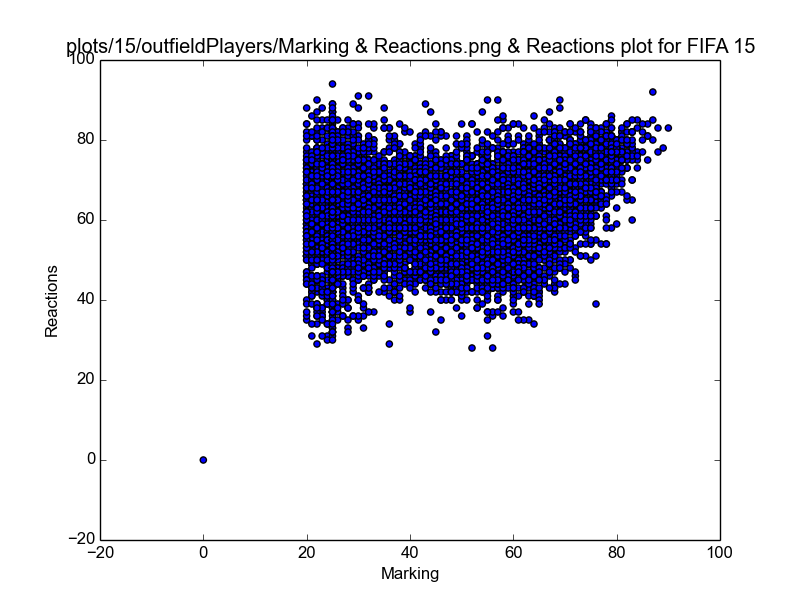 plots/15/outfieldPlayers/Marking & Reactions.png & Reactions plot for FIFA 15
100
80
60
40
20
0
−20
Reactions
−20 0 20 40 60 80 100
Marking